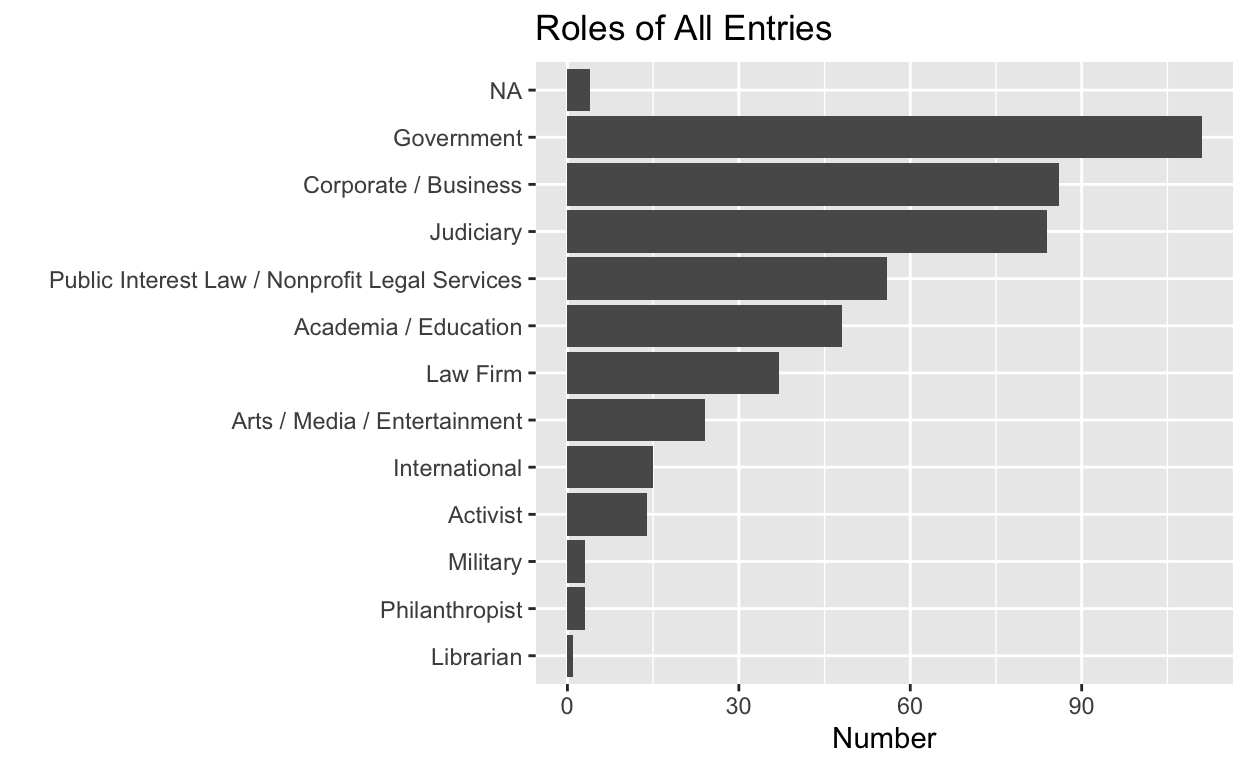 Roles of All Entries
NA
Government
Corporate / Business
Judiciary
Public Interest Law / Nonprofit Legal Services
Academia / Education
Law Firm
Arts / Media / Entertainment
International
Activist
Military
Philanthropist
Librarian
0 30 60 90
Number